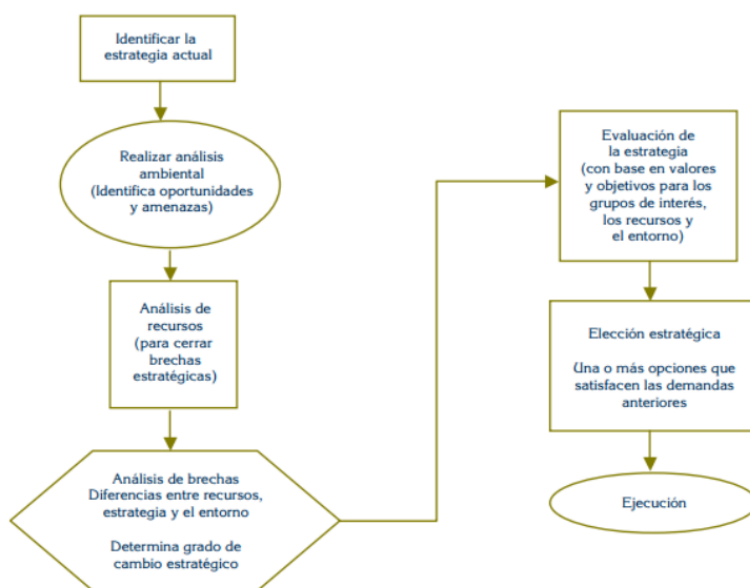 Identificar la
estrategia actual
Realizar análisis
ambiental
(Identifica oportunidades
y amenazas)
Análisis de
recursos
(para cerrar
brechas
estratégicas)
Análisis de brechas
Diferencias entre recursos,
estrategia y el entorno
Determina grado de
cambio estratégico
Evaluación de
la estrategia
(con base en valores
y objetivos para los
grupos de interés,
los recursos y
el entorno)
Elección estratégica
Una o más opciones que
satisfacen las demandas
anteriores
Ejecución